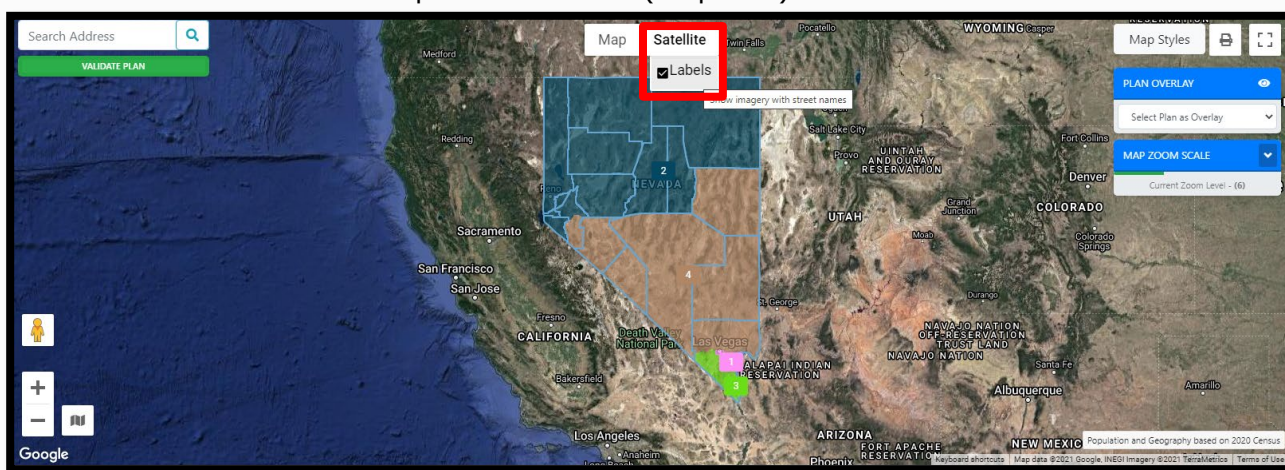 Search Address
VALIDATE PLAN
Map
Satellite
Labels
Show imagery with street names
Map Styles
PLAN OVERLAY
Select Plan as Overlay
MAP ZOOM SCALE
Current Zoom Level - (6)
Medford
Redding
Reno
Sacramento
San Francisco
San Jose
Fresno
CALIFORNIA
Death Valley
National Park
Bakersfield
Los Angeles
Anaheim
Long Beach
2
NEVADA
4
Las Vegas
1
3
Twin Falls
Pocatello
WYOMING
Casper
RESERVATION
Salt Lake City
Provo
UINTAH
AND OURAY
RESERVATION
Fort Collins
Denver
Grand
Junction
COLORADO
UTAH
Moab
Colorado
Springs
St. George
Durango
NAVAJO NATION
OFF-RESERVATION
TRUST LAND
NAVAJO NATION
ALAPAI INDIAN
RESERVATION
Santa Fe
Albuquerque
Amarillo
ARIZONA
FORT APACHE
RESERVATION
Phoenix
NEW MEXIC
Population and Geography based on 2020 Census
Google
Keyboard shortcuts
Map data ©2021 Google, INEGI Imagery ©2021 TerraMetrics
Terms of Use